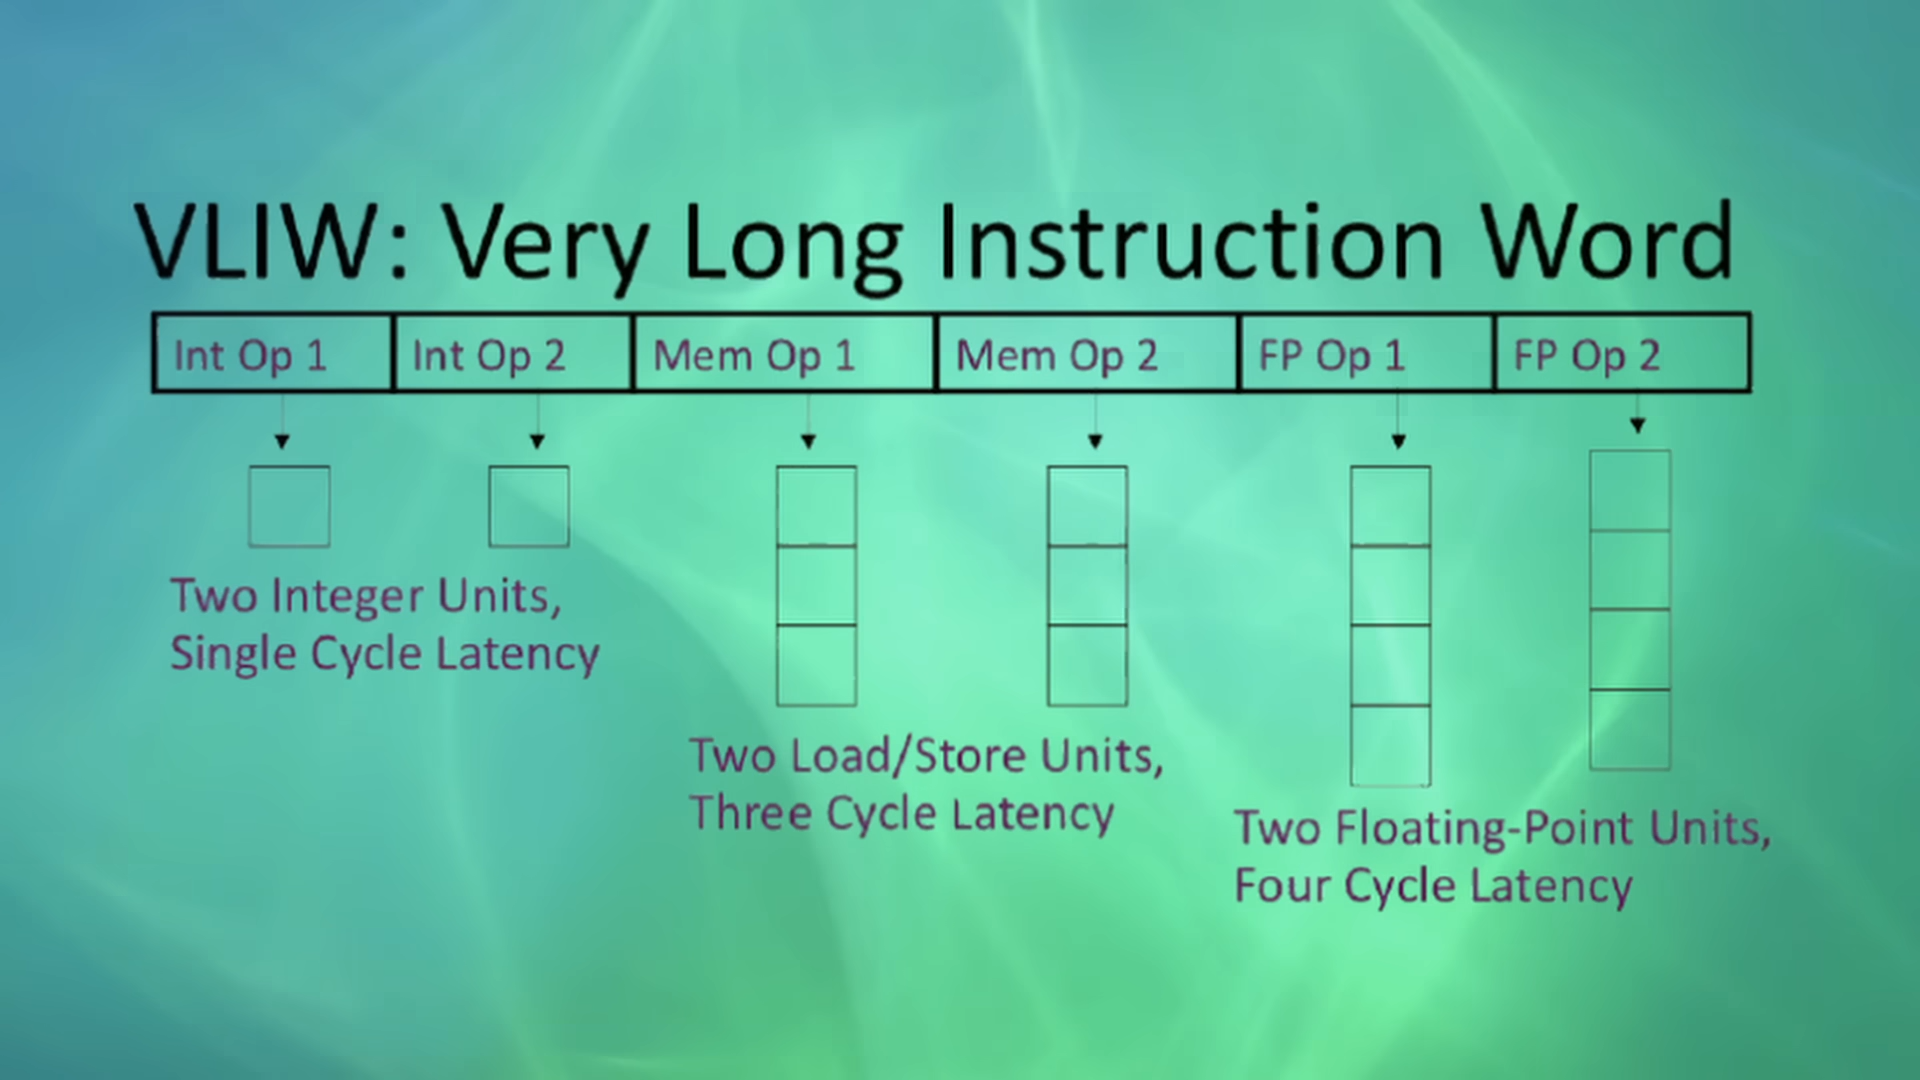 VLIW: Very Long Instruction Word
Int Op 1 Int Op 2 Mem Op 1 Mem Op 2 FP Op 1 FP Op 2
Two Integer Units,
Single Cycle Latency
Two Load/Store Units,
Three Cycle Latency
Two Floating-Point Units,
Four Cycle Latency